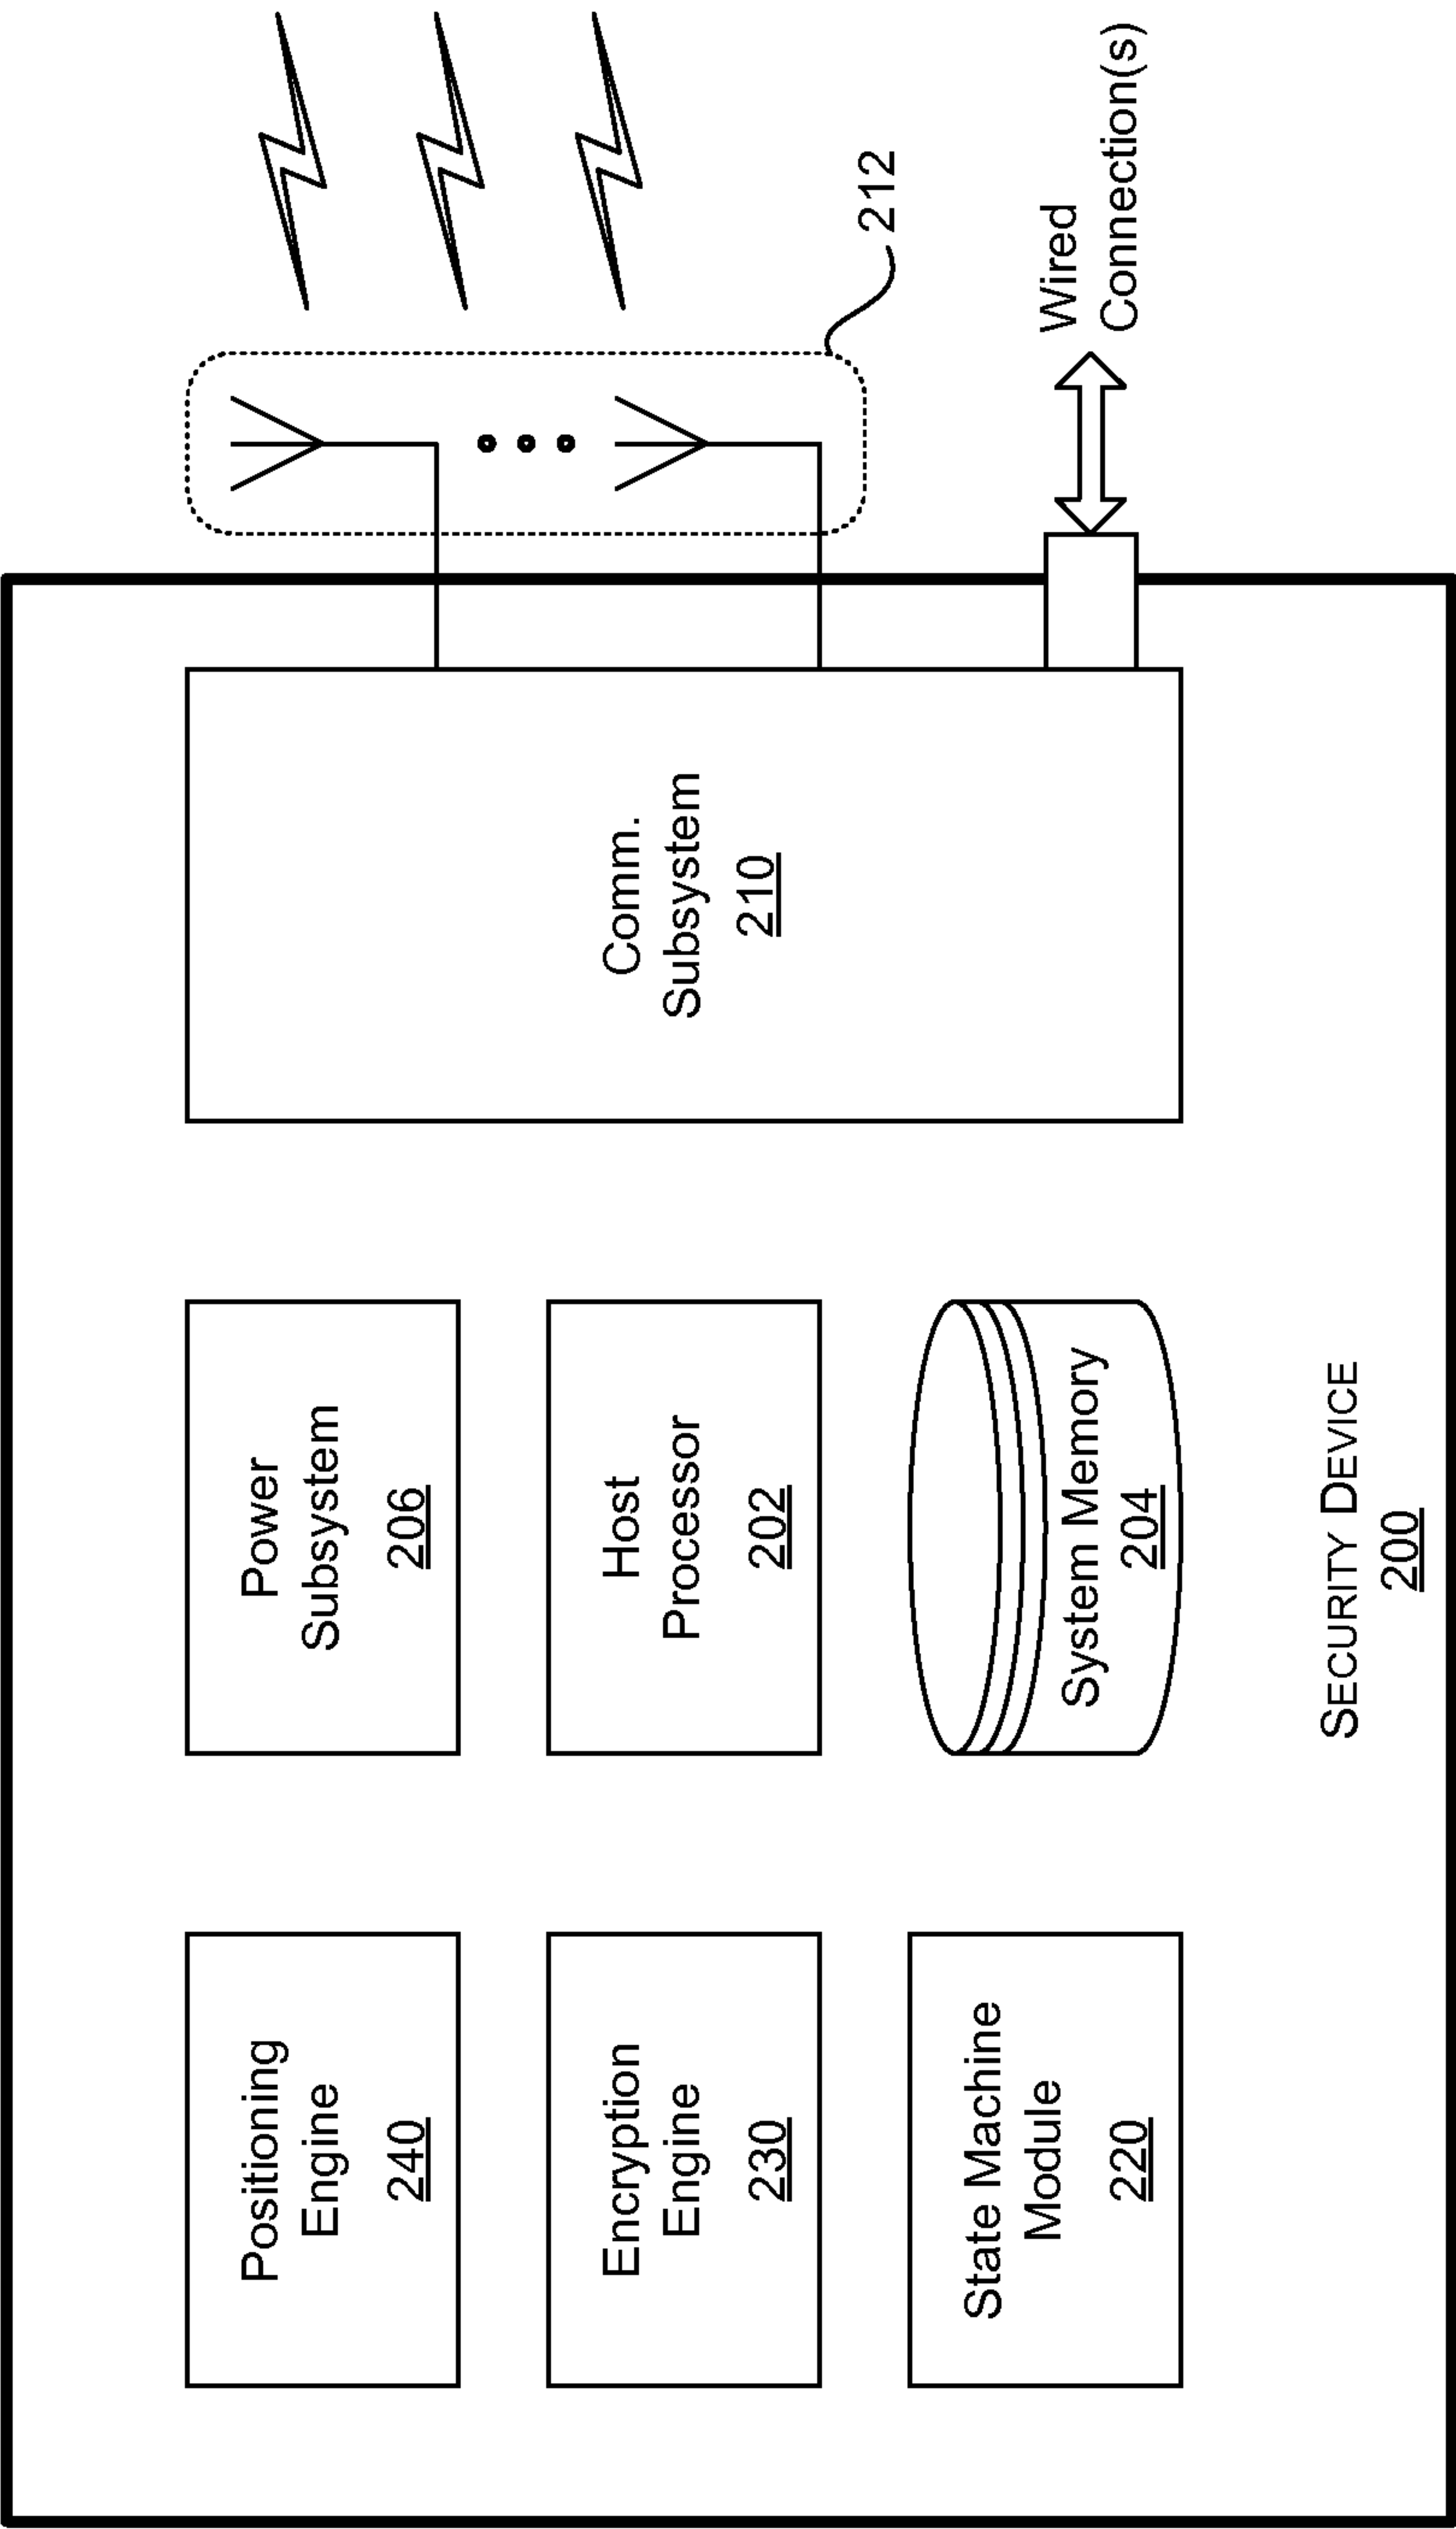 Positioning
Engine
240
Power
Subsystem
206
Comm.
Subsystem
210
Encryption
Engine
230
Host
Processor
202
212
State Machine
Module
220
System Memory
204
Wired
Connection(s)
SECURITY DEVICE
200